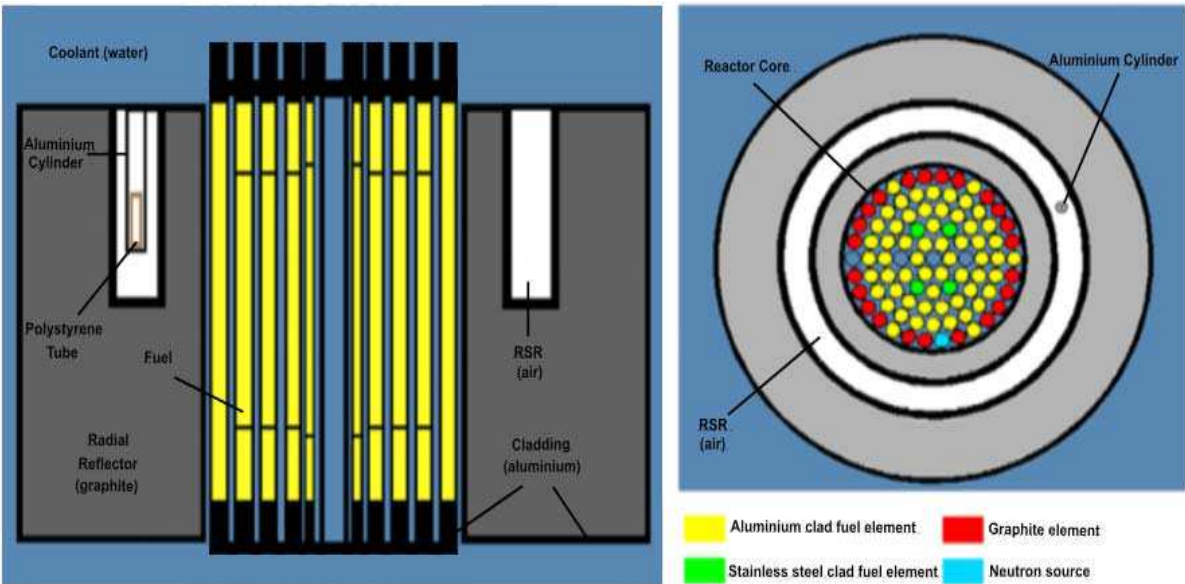 Coolant (water)
Aluminium
Cylinder
Polystyrene
Tube
Fuel
RSR
(air)
Radial
Reflector
(graphite)
Cladding
(aluminium)
Reactor Core
Aluminium Cylinder
RSR
(air)
Aluminium clad fuel element
Graphite element
Stainless steel clad fuel element
Neutron source